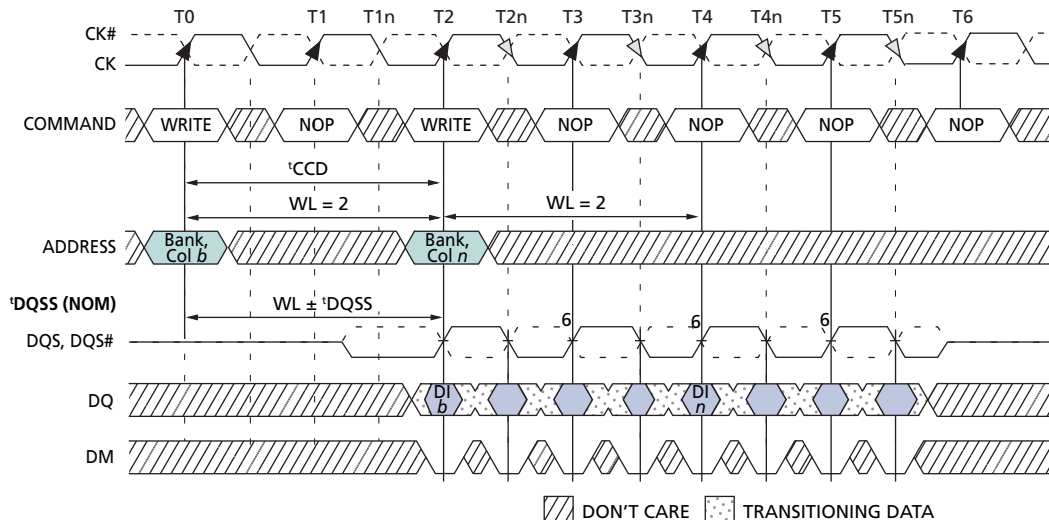 T0 T1 T1n T2 T2n T3 T3n T4 T4n T5 T5n T6
CK#
CK
COMMAND WRITE NOP WRITE NOP NOP NOP NOP
tCCD
WL = 2 WL = 2
ADDRESS Bank, Col b Bank, Col n
tDQSS (NOM) WL ± tDQSS
6 6 6
DQS, DQS#
DQ DI b DI n
DM
DON'T CARE TRANSITIONING DATA